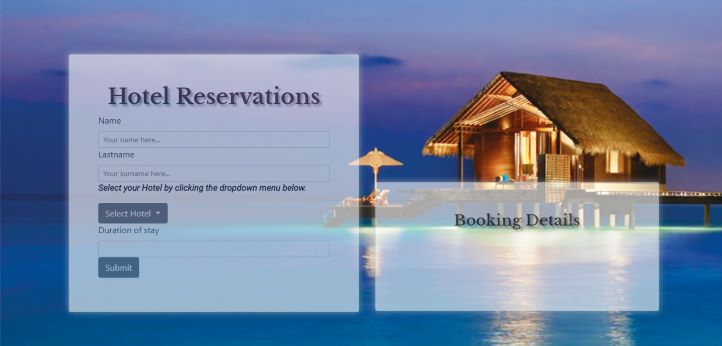 Hotel Reservations
Name
Your name here...
Lastname
Your surname here...
Select your Hotel by clicking the dropdown menu below.
Select Hotel
Duration of stay
Submit
Booking Details